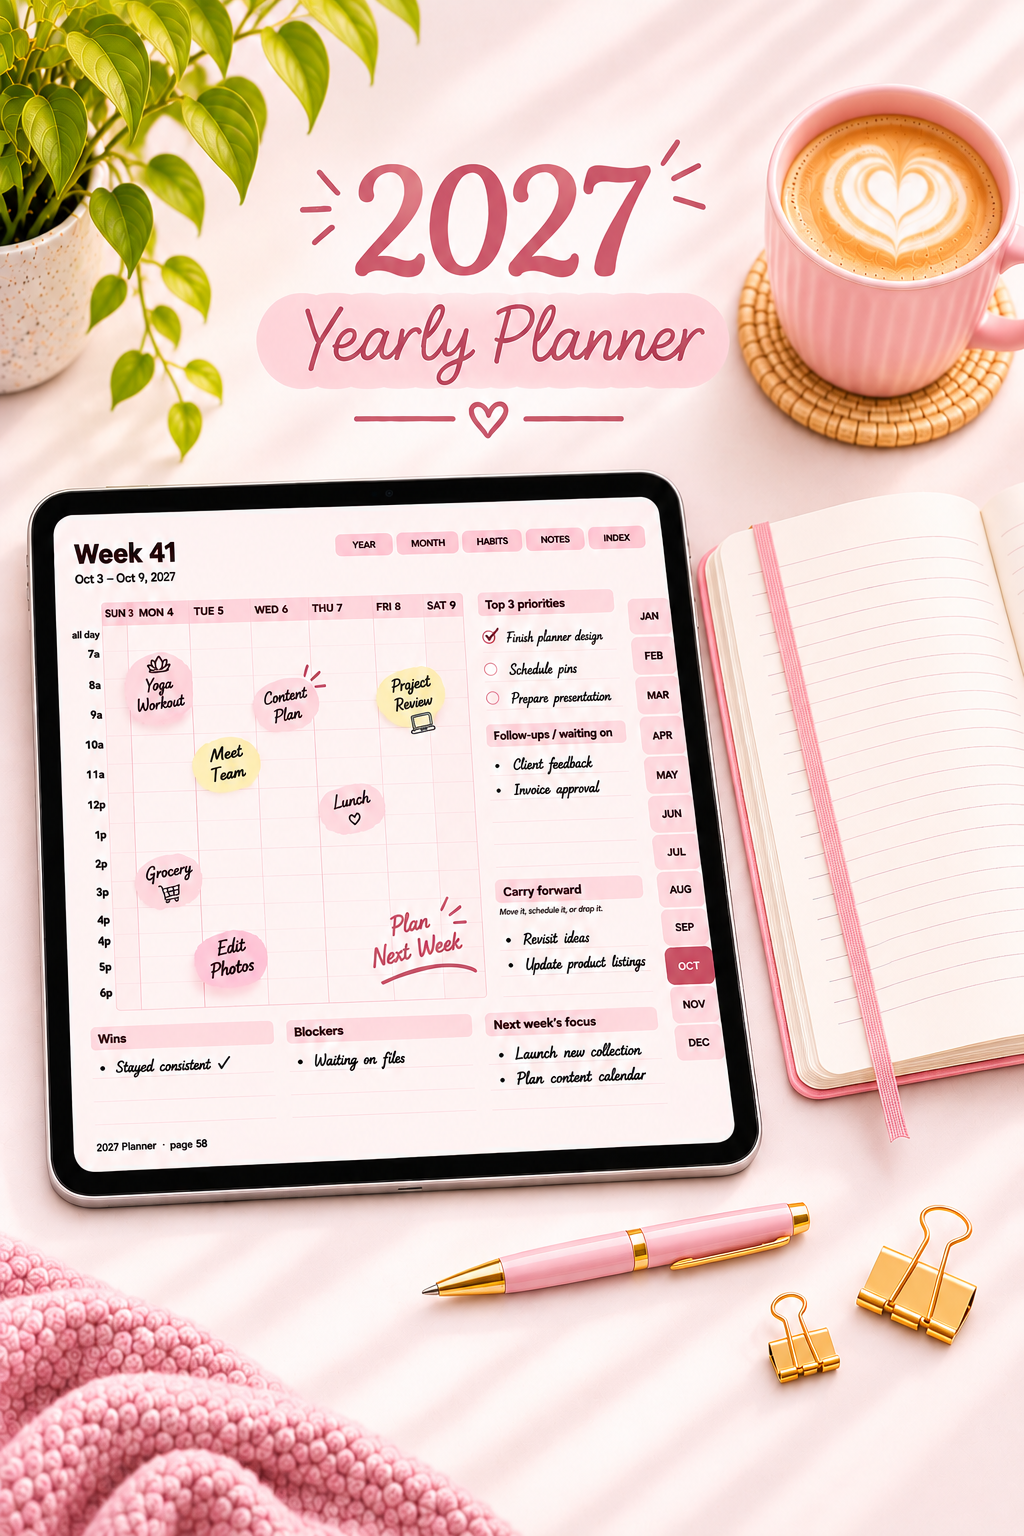 2027
Yearly Planner
Week 41
Oct 3 – Oct 9, 2027
YEAR
MONTH
HABITS
NOTES
INDEX
SUN 3 MON 4 TUE 5 WED 6 THU 7 FRI 8 SAT 9
all day
7a
8a
9a
10a
11a
12p
1p
2p
3p
4p
4p
5p
6p
Yoga
Workout
Content
Plan
Project
Review
Meet
Team
Lunch
Grocery
Edit
Photos
Plan
Next Week
Top 3 priorities
Finish planner design
Schedule pins
Prepare presentation
Follow-ups / waiting on
• Client feedback
• Invoice approval
Carry forward
Move it, schedule it, or drop it.
• Revisit ideas
• Update product listings
JAN
FEB
MAR
APR
MAY
JUN
JUL
AUG
SEP
OCT
NOV
DEC
Wins
• Stayed consistent ✓
Blockers
• Waiting on files
Next week's focus
• Launch new collection
• Plan content calendar
2027 Planner · page 58